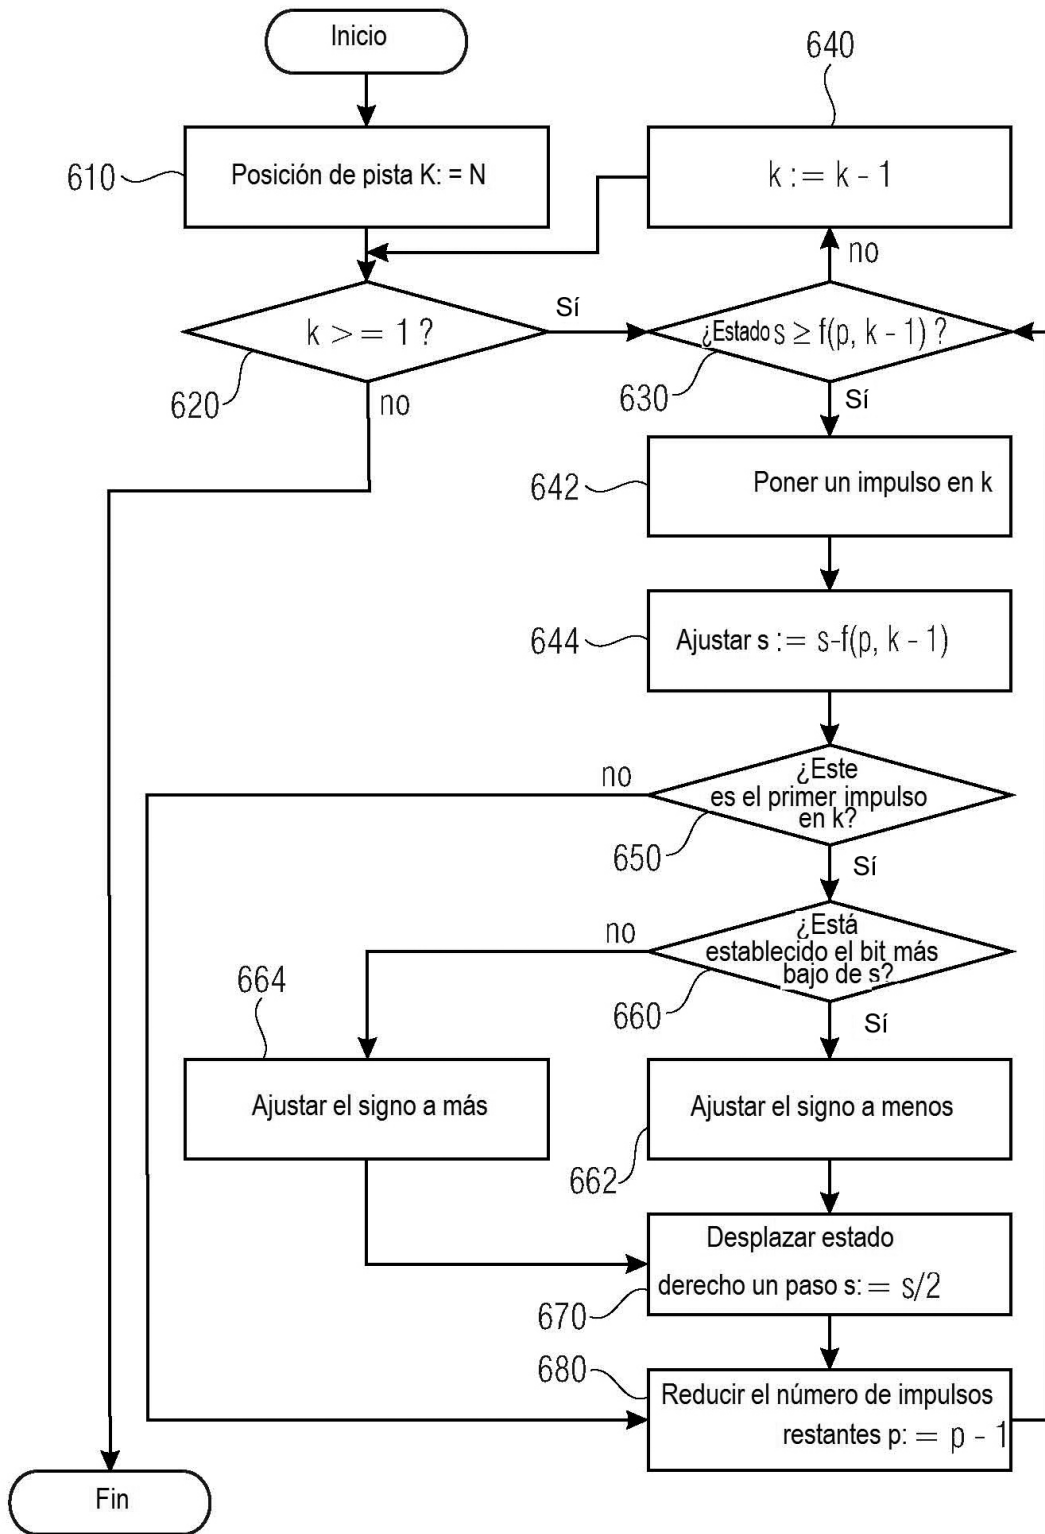 Inicio
640
610
Posición de pista K: = N
k := k - 1
no
Sí
k > = 1 ?
¿Estado s ≥ f(p, k - 1) ?
620
no
630
Sí
642
Poner un impulso en k
644
Ajustar s := s-f(p, k - 1)
no
¿Este
es el primer impulso
en k?
650
Sí
no
¿Está
establecido el bit más
bajo de s?
664
660
Sí
Ajustar el signo a más
Ajustar el signo a menos
662
Desplazar estado
derecho un paso s: = s/2
670
680
Reducir el número de impulsos
restantes p: = p - 1
Fin